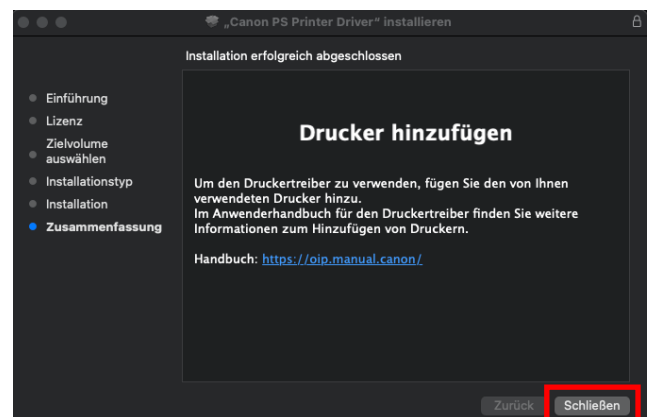 „Canon PS Printer Driver“ installieren
Installation erfolgreich abgeschlossen
Einführung
Lizenz
Zielvolume
auswählen
Installationstyp
Installation
Zusammenfassung
Drucker hinzufügen
Um den Druckertreiber zu verwenden, fügen Sie den von Ihnen
verwendeten Drucker hinzu.
Im Anwenderhandbuch für den Druckertreiber finden Sie weitere
Informationen zum Hinzufügen von Druckern.
Handbuch: https://oip.manual.canon/
Zurück Schließen